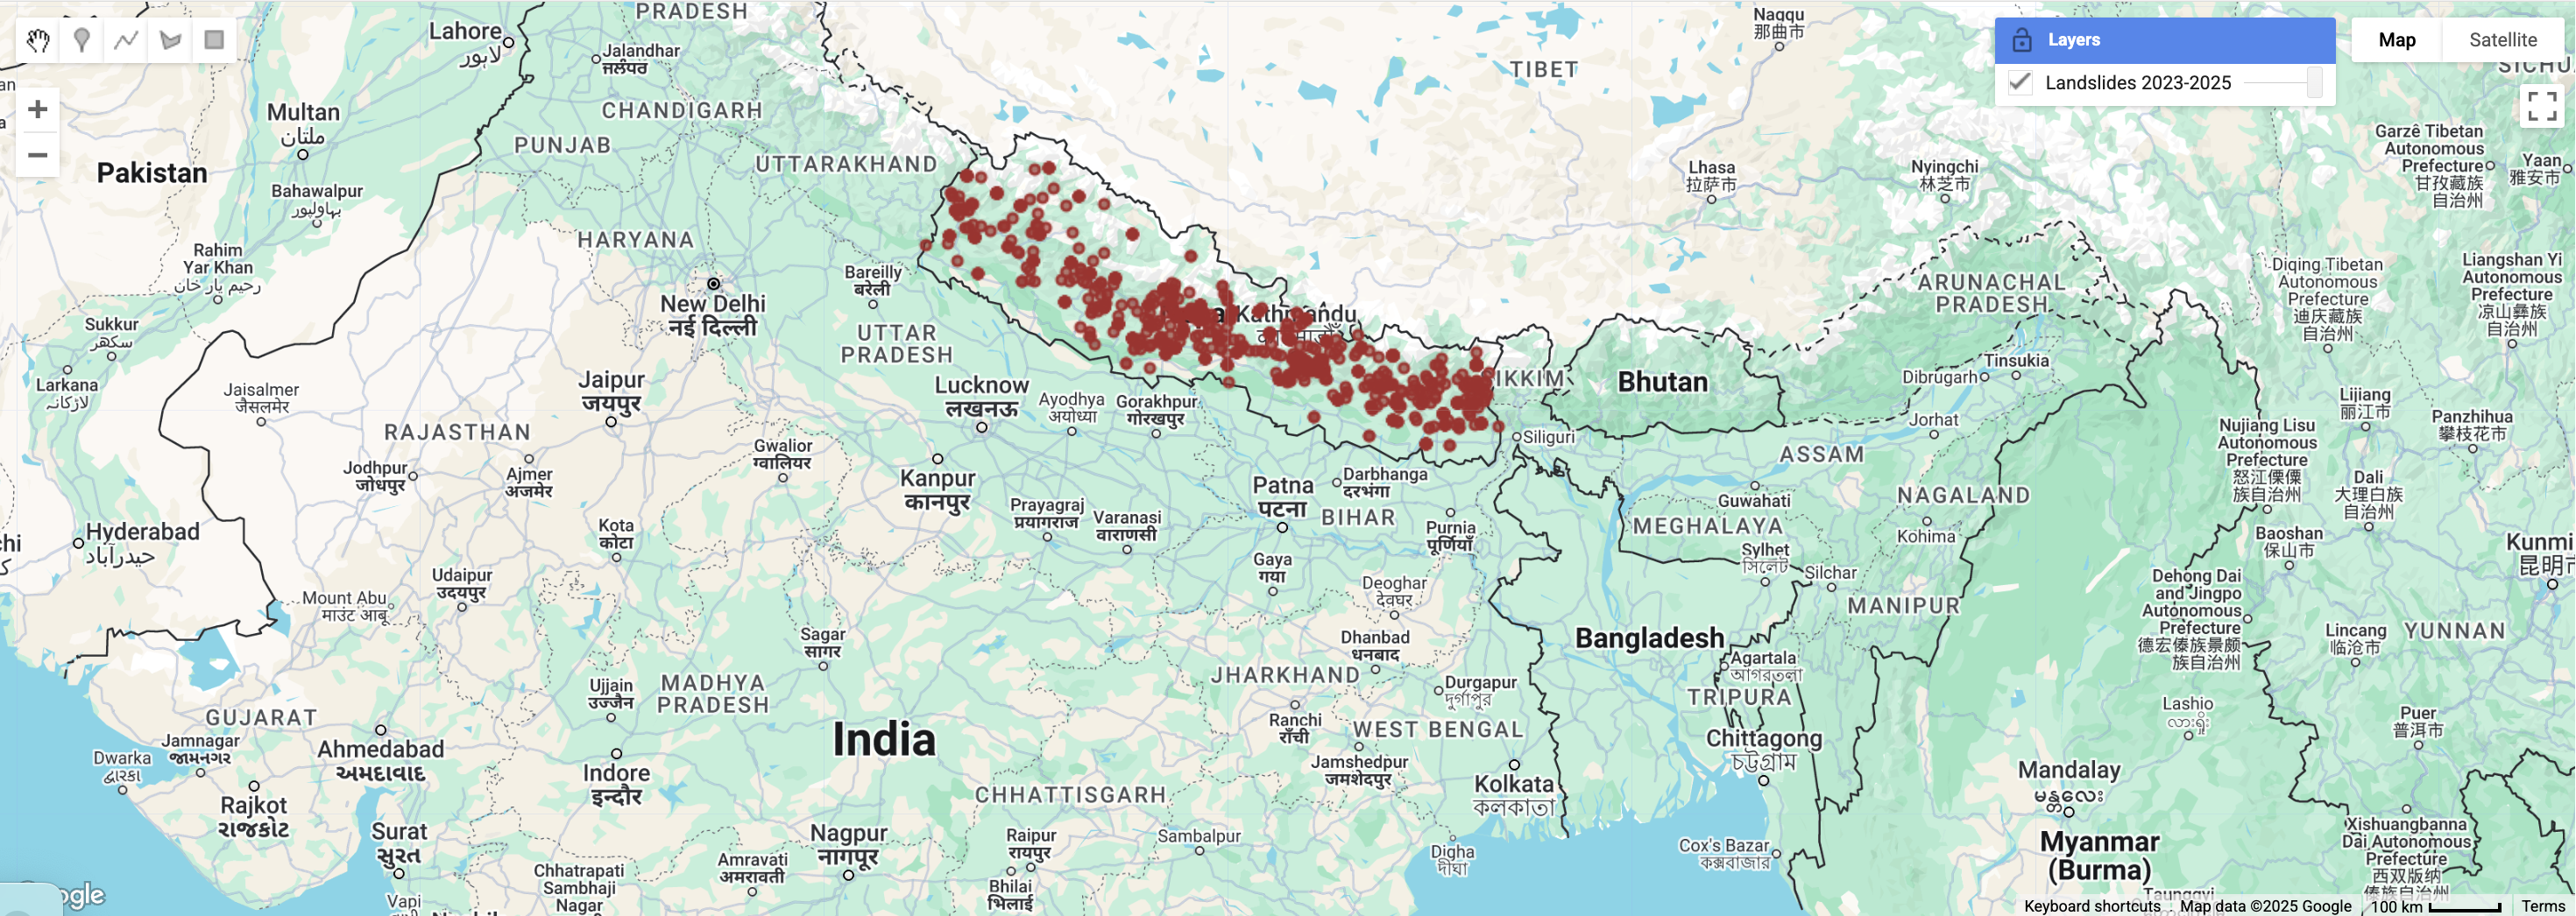 PRADESH
Lahore
لاہور
Jalandhar
ਜਲੰਧਰ
Naqqu
那曲市
Layers
Landslides 2023-2025
Map
Satellite
TIBET
CHANDIGARH
Multan
ملتان
PUNJAB
UTTARAKHAND
Pakistan
Bahawalpur
بہاولپور
Lhasa
拉萨市
Nyingchi
林芝市
Garzê Tibetan
Autonomous
Prefecture
甘孜藏族
自治州
Yaan
雅安市
HARYANA
Rahim
Yar Khan
رحیم یار خان
Bareilly
बरेली
New Delhi
नई दिल्ली
Diqing Tibetan
Autonomous
Prefecture
迪庆藏族
自治州
Liangshan Yi
Autonomous
Prefecture
凉山彝族
自治州
ARUNACHAL
PRADESH
Sukkur
سکھر
UTTAR
PRADESH
Kathmandu
Larkana
لاڑکانہ
Jaisalmer
जैसलमेर
Jaipur
जयपुर
Lucknow
लखनऊ
Ayodhya
अयोध्या
Gorakhpur
गोरखपुर
IKKIM
Bhutan
Tinsukia
Dibrugarh
Lijiang
丽江市
Panzhihua
攀枝花市
Jorhat
RAJASTHAN
Siliguri
ASSAM
Nujiang Lisu
Autonomous
Prefecture
怒江傈僳
族自治州
Gwalior
ग्वालियर
Jodhpur
जोधपुर
Ajmer
अजमेर
Kanpur
कानपुर
Patna
पटना
Darbhanga
दरभंगा
BIHAR
Guwahati
NAGALAND
Dali
大理白族
自治州
Hyderabad
حیدرآباد
Kota
कोटा
Prayagraj
प्रयागराज
Varanasi
वाराणसी
Purnia
पूर्णियाँ
MEGHALAYA
Kohima
Baoshan
保山市
Sylhet
সিলেট
Silchar
Gaya
गया
Deoghar
देवघर
Udaipur
उदयपुर
Mount Abu
माउंट आबू
MANIPUR
Dehong Dai
and Jingpo
Autonomous
Prefecture
德宏傣族景颇
族自治州
Sagar
सागर
Dhanbad
धनबाद
Bangladesh
Lincang
临沧市
YUNNAN
Agartala
আগরতলা
JHARKHAND
Durgapur
দুর্গাপুর
TRIPURA
Ujjain
उज्जैन
MADHYA
PRADESH
Lashio
လားရှိုး
Puer
普洱市
GUJARAT
Ahmedabad
અમદાવાદ
India
Ranchi
राँची
WEST BENGAL
Chittagong
চট্টগ্রাম
Jamnagar
જામનગર
Dwarka
દ્વારકા
Indore
इन्दौर
Jamshedpur
जमशेदपुर
Kolkata
কলকাতা
Mandalay
မန္တလေး
Rajkot
રાજકોટ
CHHATTISGARH
Surat
સુરત
Nagpur
नागपूर
Raipur
रायपुर
Sambalpur
Xishuangbanna
Dai Autonomous
Prefecture
西双版纳
傣族自治州
Myanmar
(Burma)
Digha
দীঘা
Cox's Bazar
কক্সবাজার
Amravati
अमरावती
Chhatrapati
Sambhaji
Nagar
Bhilai
भिलाई
Vapi
Keyboard shortcuts
Map data ©2025 Google
100 km
Terms